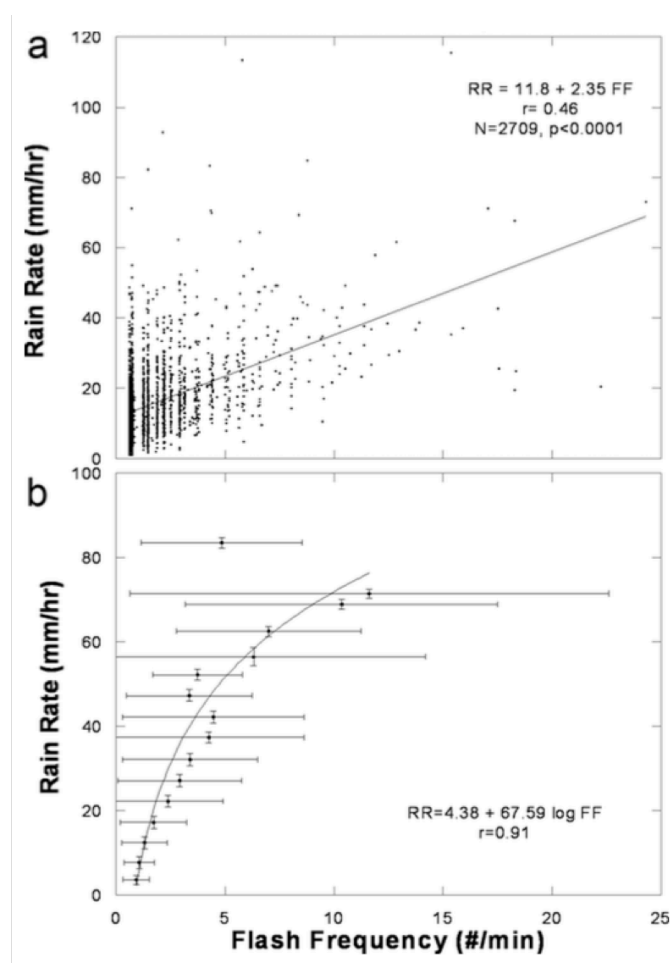 a
120
100
80
60
40
20
0
Rain Rate (mm/hr)
RR = 11.8 + 2.35 FF
r= 0.46
N=2709, p<0.0001
b
100
80
60
40
20
0
Rain Rate (mm/hr)
RR=4.38 + 67.59 log FF
r=0.91
0 5 10 15 20 25
Flash Frequency (#/min)